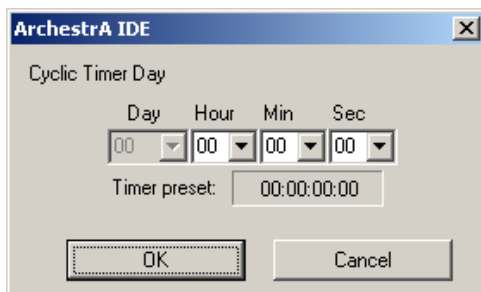 ArchestrA IDE
Cyclic Timer Day
Day Hour Min Sec
00 00 00 00
Timer preset: 00:00:00:00
OK Cancel